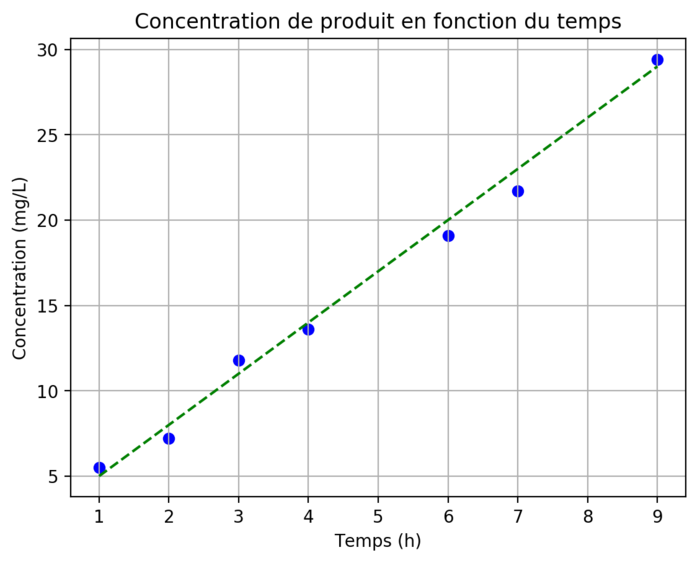 Concentration de produit en fonction du temps
30
25
20
15
10
5
Concentration (mg/L)
1 2 3 4 5 6 7 8 9
Temps (h)